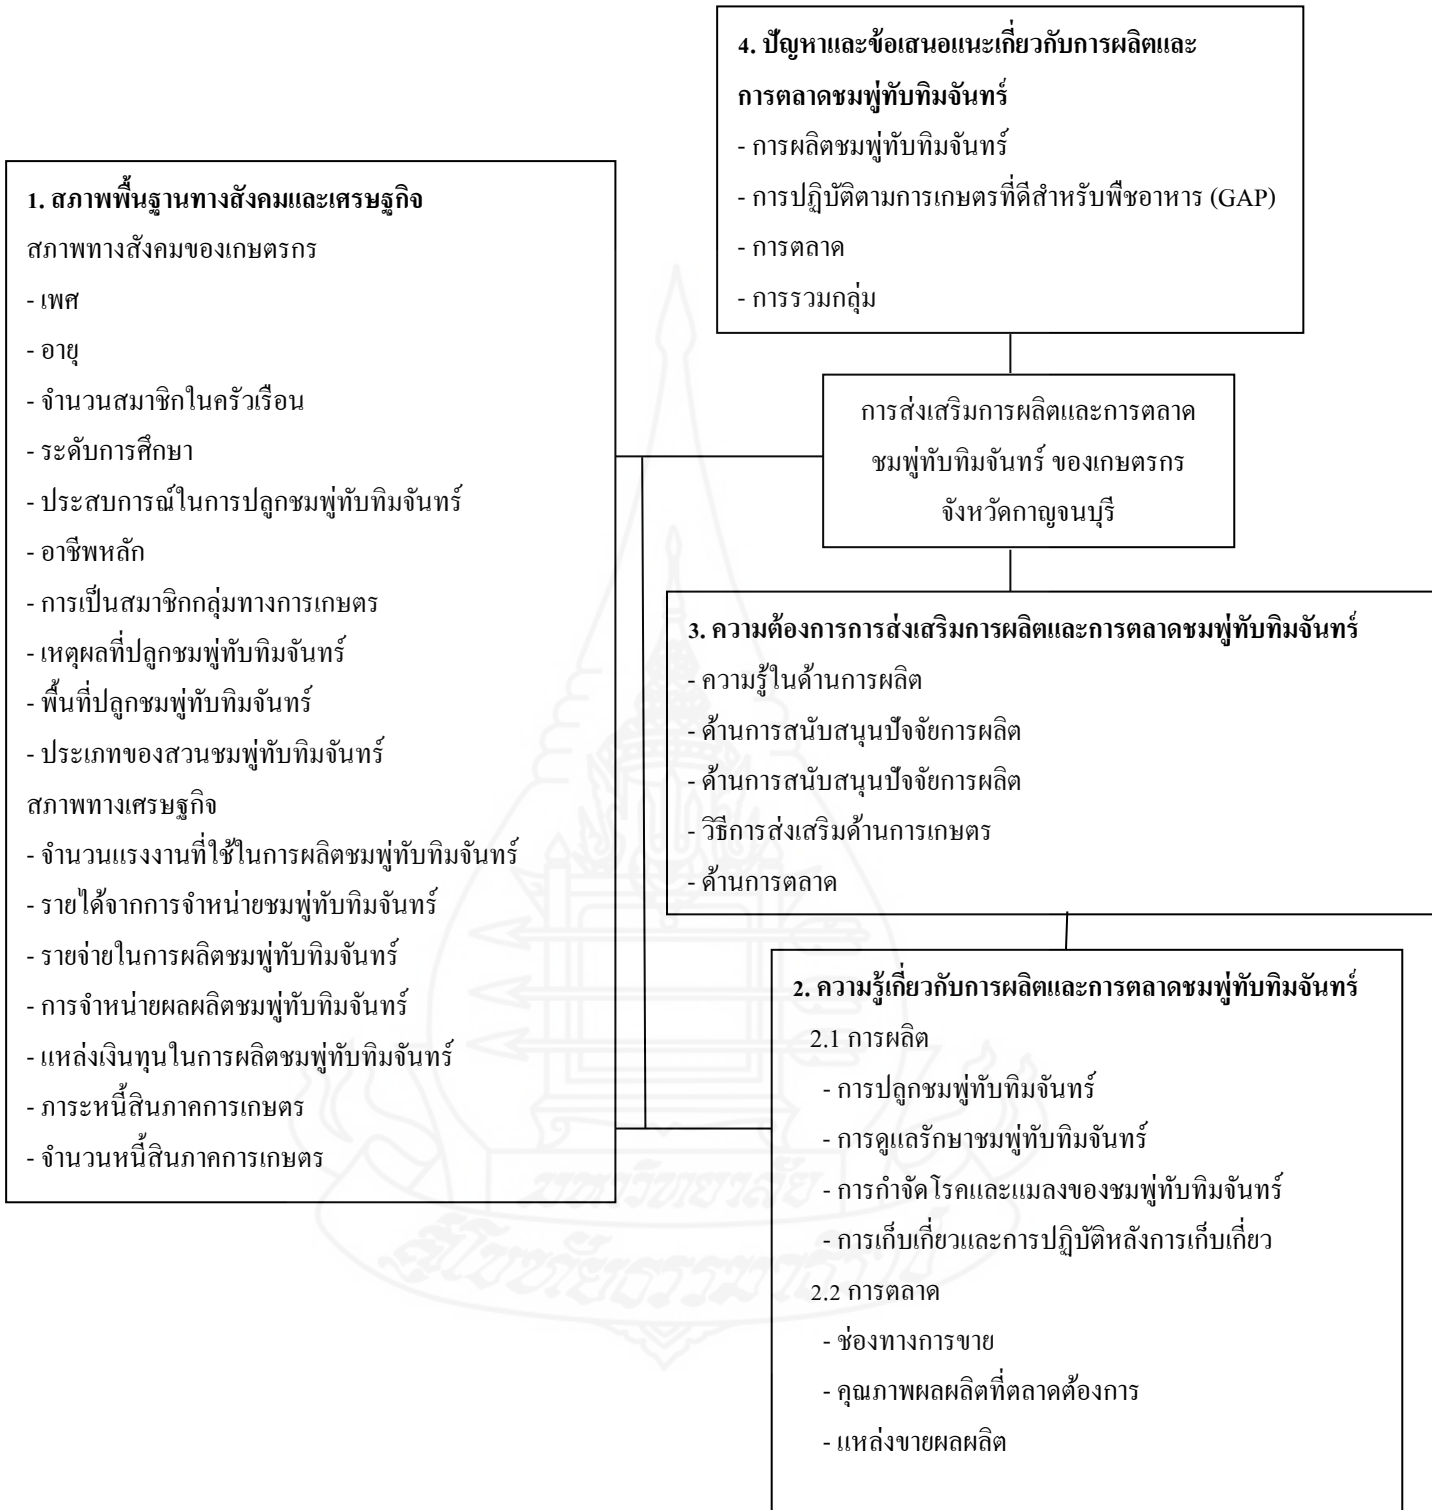 4. ปัญหาและข้อเสนอแนะเกี่ยวกับการผลิตและ
การตลาดชมพู่ทับทิมจันทร์
- การผลิตชมพู่ทับทิมจันทร์
- การปฏิบัติตามการเกษตรที่ดีสำหรับพืชอาหาร (GAP)
- การตลาด
- การรวมกลุ่ม
1. สภาพพื้นฐานทางสังคมและเศรษฐกิจ
สภาพทางสังคมของเกษตรกร
- เพศ
- อายุ
- จำนวนสมาชิกในครัวเรือน
- ระดับการศึกษา
- ประสบการณ์ในการปลูกชมพู่ทับทิมจันทร์
- อาชีพหลัก
- การเป็นสมาชิกกลุ่มทางการเกษตร
- เหตุผลที่ปลูกชมพู่ทับทิมจันทร์
- พื้นที่ปลูกชมพู่ทับทิมจันทร์
- ประเภทของสวนชมพู่ทับทิมจันทร์
สภาพทางเศรษฐกิจ
- จำนวนแรงงานที่ใช้ในการผลิตชมพู่ทับทิมจันทร์
- รายได้จากการจำหน่ายชมพู่ทับทิมจันทร์
- รายจ่ายในการผลิตชมพู่ทับทิมจันทร์
- การจำหน่ายผลผลิตชมพู่ทับทิมจันทร์
- แหล่งเงินทุนในการผลิตชมพู่ทับทิมจันทร์
- ภาระหนี้สินภาคการเกษตร
- จำนวนหนี้สินภาคการเกษตร
การส่งเสริมการผลิตและการตลาด
ชมพู่ทับทิมจันทร์ ของเกษตรกร
จังหวัดกาญจนบุรี
3. ความต้องการการส่งเสริมการผลิตและการตลาดชมพู่ทับทิมจันทร์
- ความรู้ในด้านการผลิต
- ด้านการสนับสนุนปัจจัยการผลิต
- ด้านการสนับสนุนปัจจัยการผลิต
- วิธีการส่งเสริมด้านการเกษตร
- ด้านการตลาด
2. ความรู้เกี่ยวกับการผลิตและการตลาดชมพู่ทับทิมจันทร์
2.1 การผลิต
- การปลูกชมพู่ทับทิมจันทร์
- การดูแลรักษาชมพู่ทับทิมจันทร์
- การกำจัดโรคและแมลงของชมพู่ทับทิมจันทร์
- การเก็บเกี่ยวและการปฏิบัติหลังการเก็บเกี่ยว
2.2 การตลาด
- ช่องทางการขาย
- คุณภาพผลผลิตที่ตลาดต้องการ
- แหล่งขายผลผลิต
มหาวิทยาลัย
สุโขทัยธรรมาธิราช